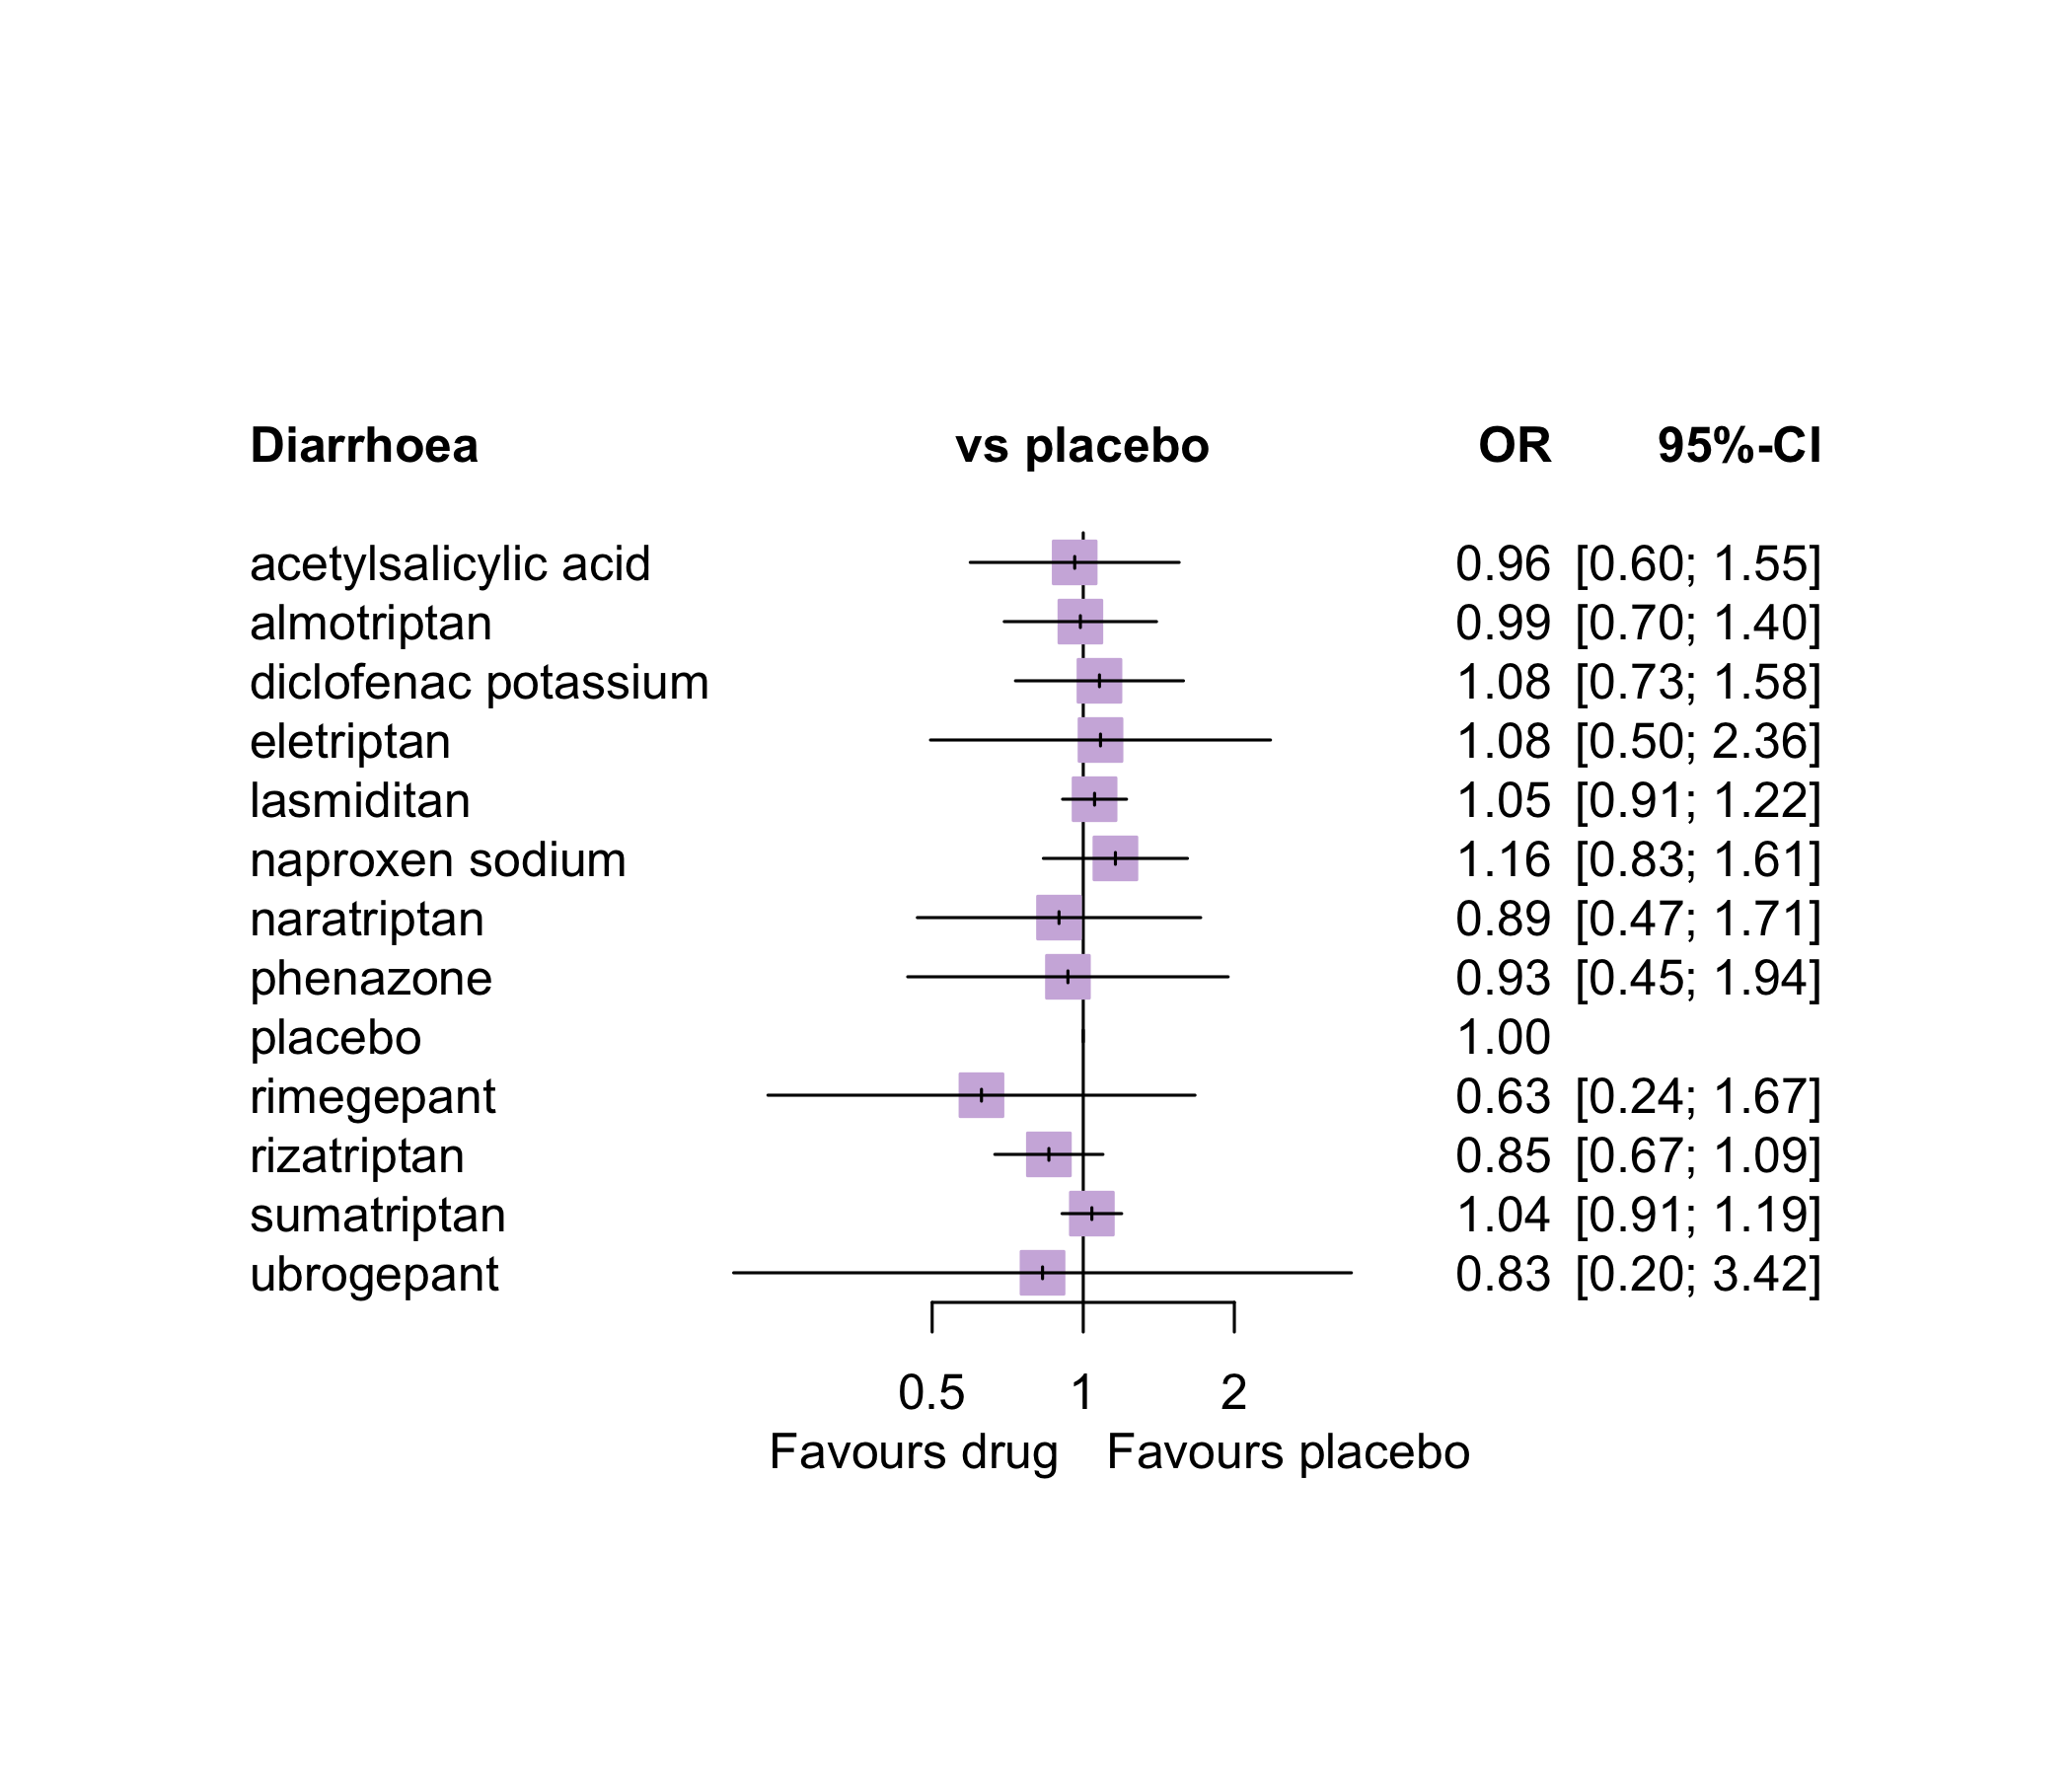 Diarrhoea vs placebo OR 95%-CI
acetylsalicylic acid 0.96 [0.60; 1.55]
almotriptan 0.99 [0.70; 1.40]
diclofenac potassium 1.08 [0.73; 1.58]
eletriptan 1.08 [0.50; 2.36]
lasmiditan 1.05 [0.91; 1.22]
naproxen sodium 1.16 [0.83; 1.61]
naratriptan 0.89 [0.47; 1.71]
phenazone 0.93 [0.45; 1.94]
placebo 1.00
rimegepant 0.63 [0.24; 1.67]
rizatriptan 0.85 [0.67; 1.09]
sumatriptan 1.04 [0.91; 1.19]
ubrogepant 0.83 [0.20; 3.42]
0.5 1 2
Favours drug Favours placebo